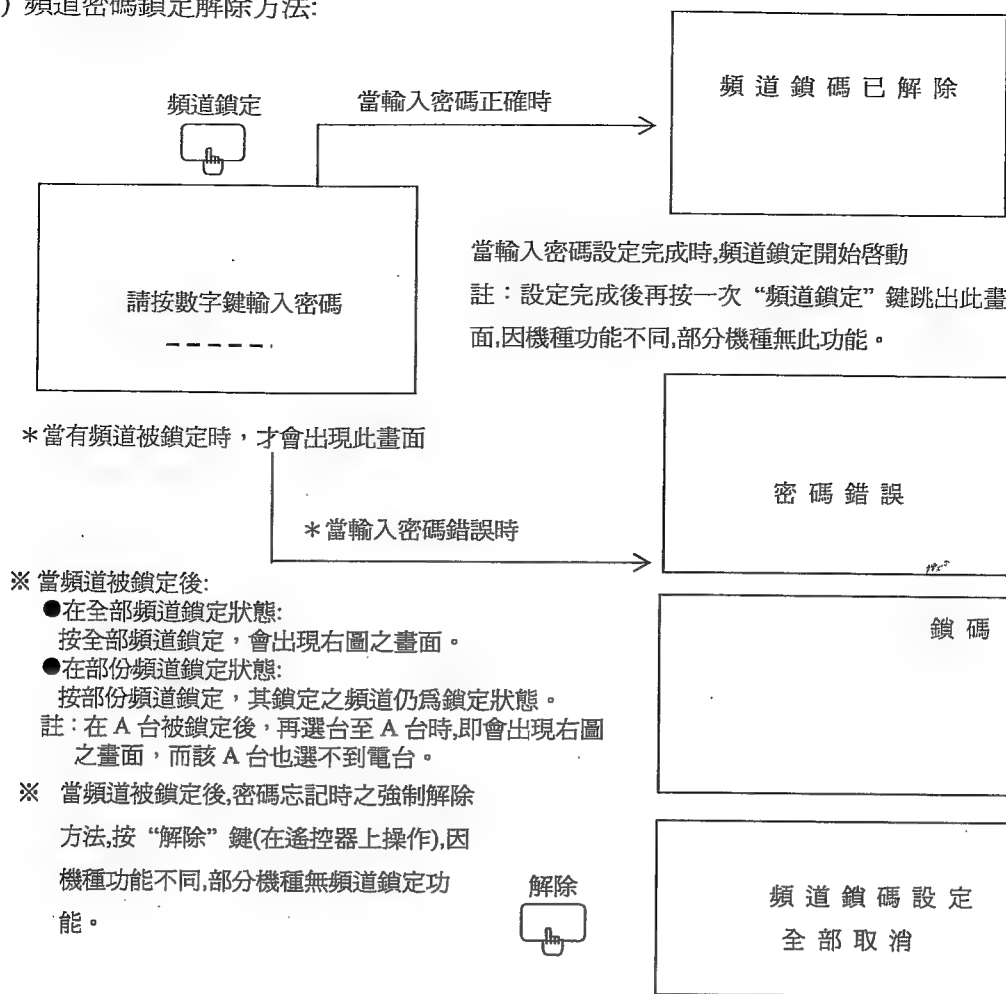 ) 頻道密碼鎖定解除方法:
頻道鎖定
當輸入密碼正確時
頻道鎖碼已解除
請按數字鍵輸入密碼
－－－－－
當輸入密碼設定完成時,頻道鎖定開始啓動
註：設定完成後再按一次“頻道鎖定”鍵跳出此畫
面,因機種功能不同,部分機種無此功能。
＊當有頻道被鎖定時，才會出現此畫面
＊當輸入密碼錯誤時
密碼錯誤
※當頻道被鎖定後:
●在全部頻道鎖定狀態:
按全部頻道鎖定，會出現右圖之畫面。
●在部份頻道鎖定狀態:
按部份頻道鎖定，其鎖定之頻道仍爲鎖定狀態。
註：在 A 台被鎖定後，再選台至 A 台時,即會出現右圖
之畫面，而該 A 台也選不到電台。
鎖碼
※ 當頻道被鎖定後,密碼忘記時之強制解除
方法,按“解除”鍵(在遙控器上操作),因
機種功能不同,部分機種無頻道鎖定功
能。
解除
頻道鎖碼設定
全部取消